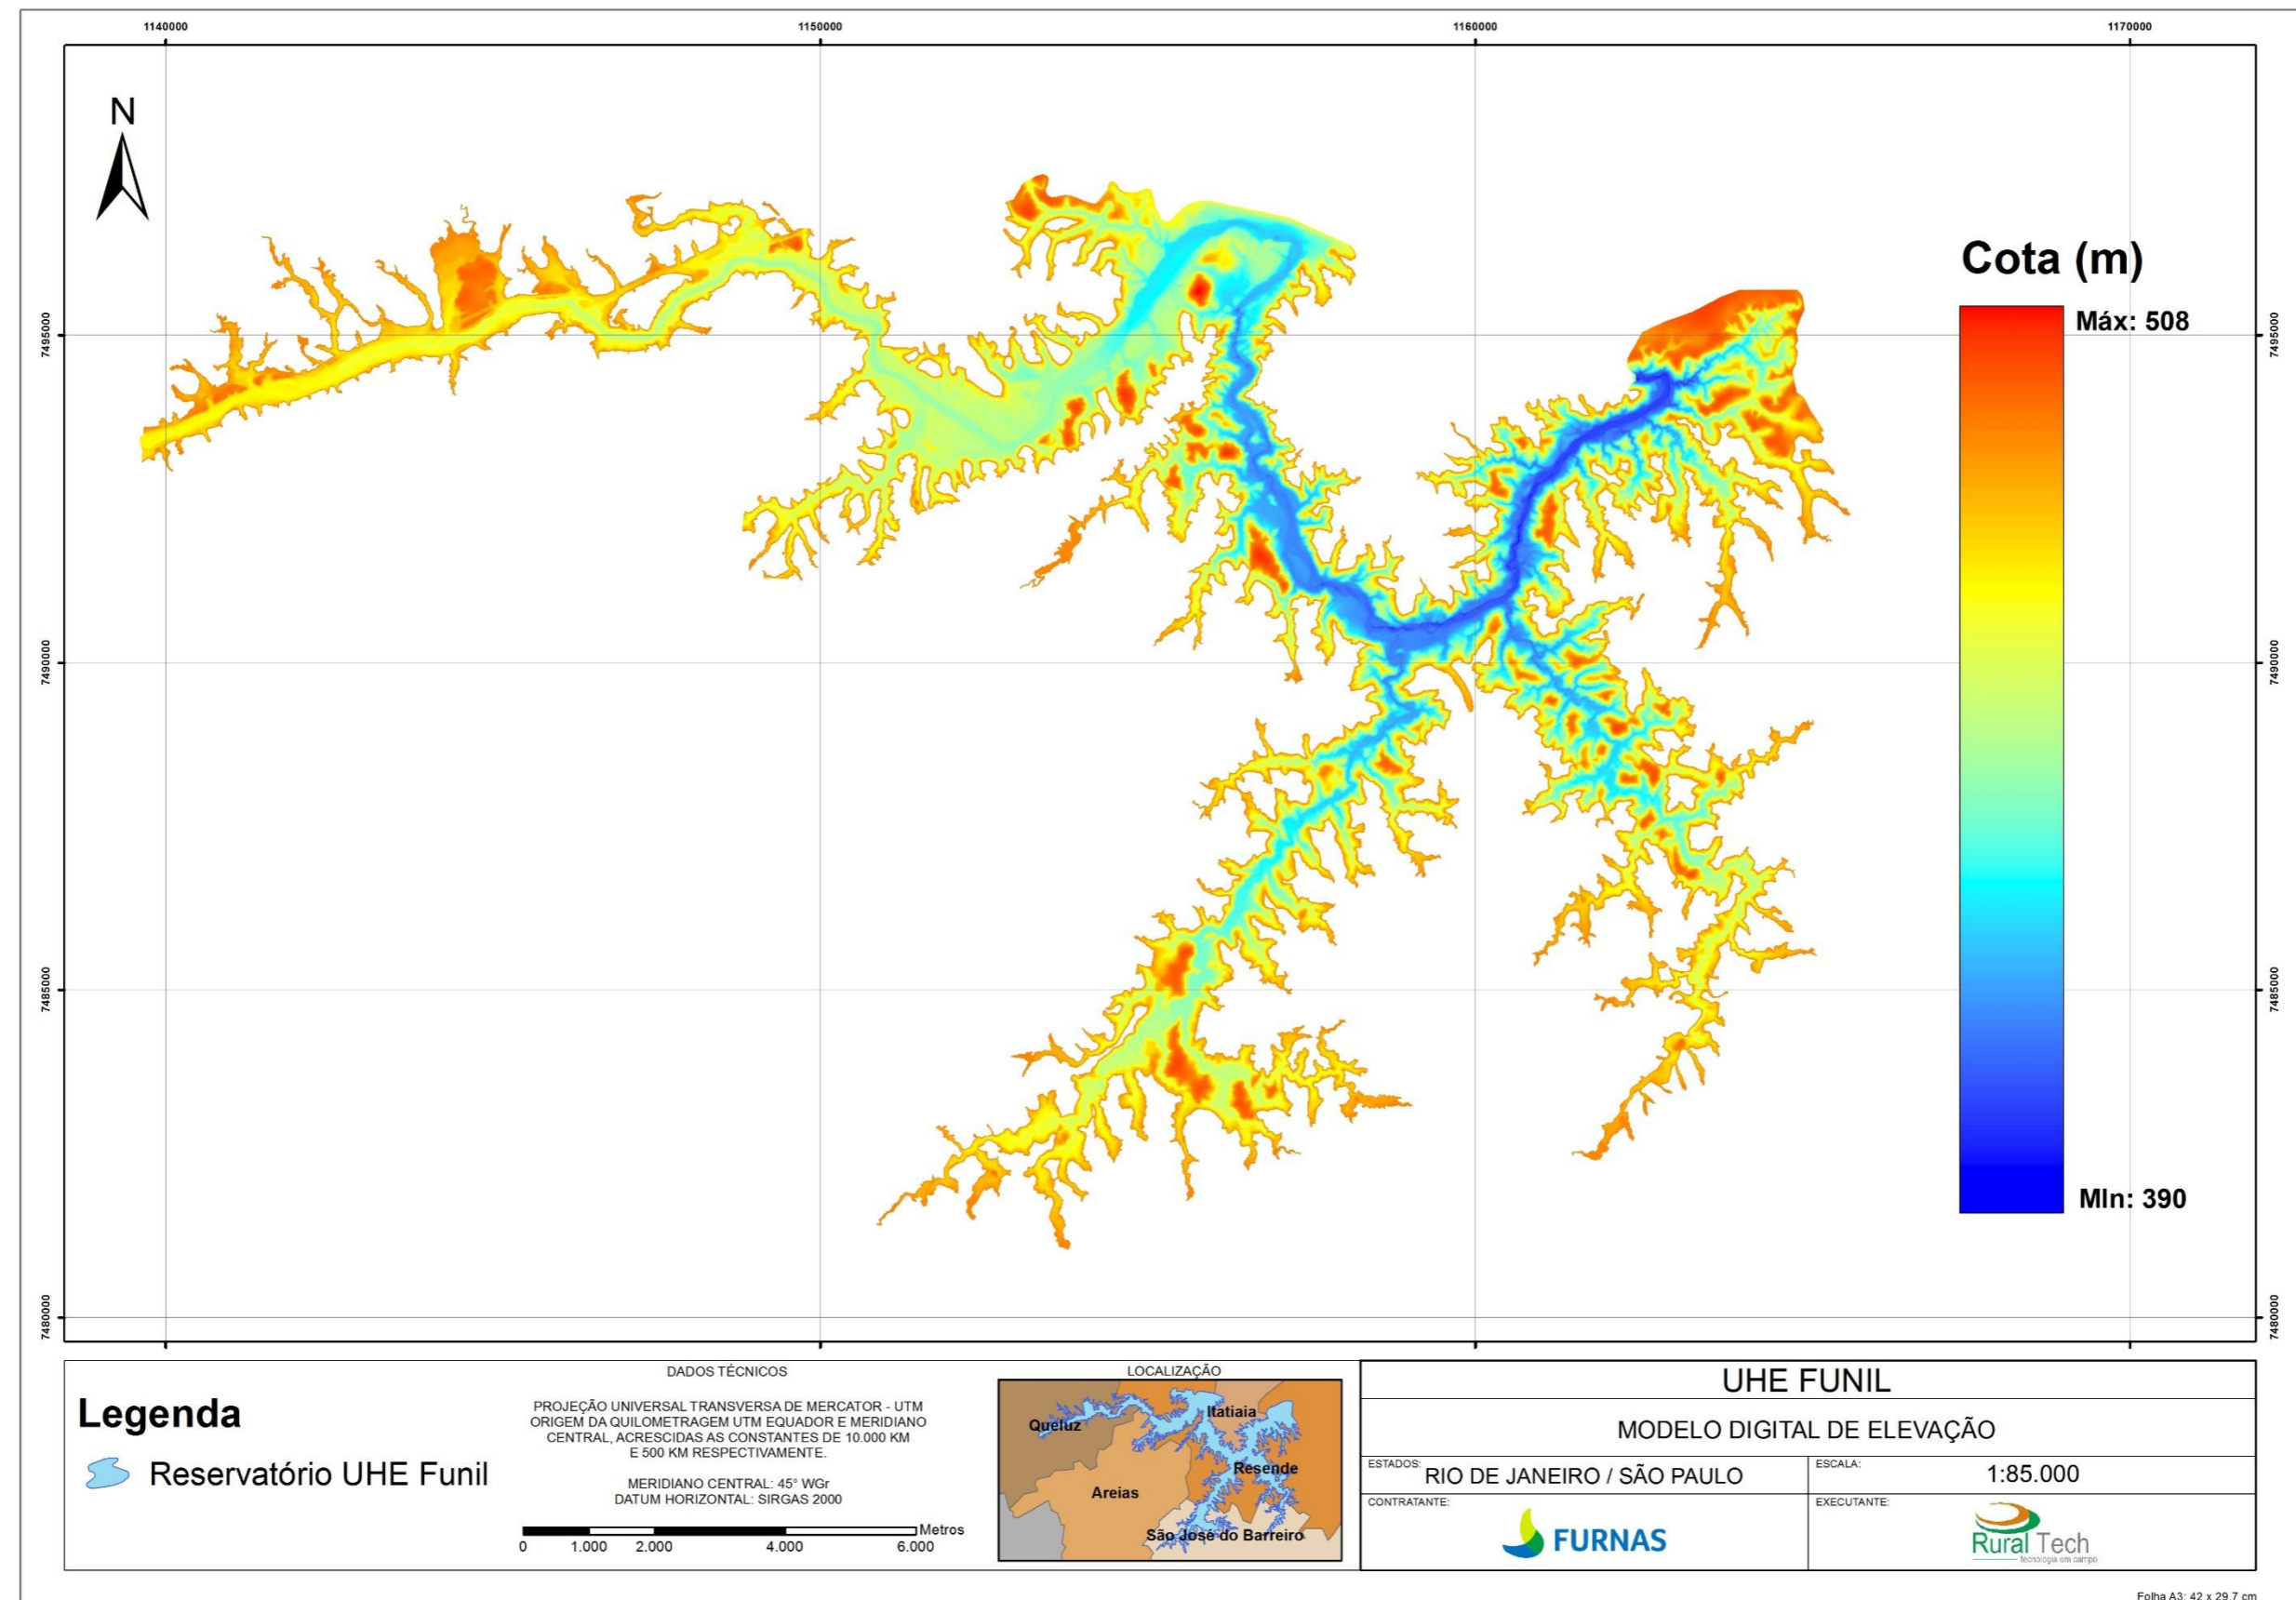 1140000
1150000
1160000
1170000
N
7495000
7495000
7490000
7490000
7485000
7485000
7480000
7480000
Cota (m)
Máx: 508
MIn: 390
Legenda
Reservatório UHE Funil
DADOS TÉCNICOS
PROJEÇÃO UNIVERSAL TRANSVERSA DE MERCATOR - UTM
ORIGEM DA QUILOMETRAGEM UTM EQUADOR E MERIDIANO
CENTRAL, ACRESCIDAS AS CONSTANTES DE 10.000 KM
E 500 KM RESPECTIVAMENTE.
MERIDIANO CENTRAL: 45° WGr
DATUM HORIZONTAL: SIRGAS 2000
Metros
0 1.000 2.000 4.000 6.000
LOCALIZAÇÃO
Queluz
Itatiaia
Resende
Areias
São José do Barreiro
UHE FUNIL
MODELO DIGITAL DE ELEVAÇÃO
ESTADOS: RIO DE JANEIRO / SÃO PAULO
ESCALA: 1:85.000
CONTRATANTE:
FURNAS
EXECUTANTE:
Rural Tech
tecnologia em campo
Folha A3: 42 x 29,7 cm